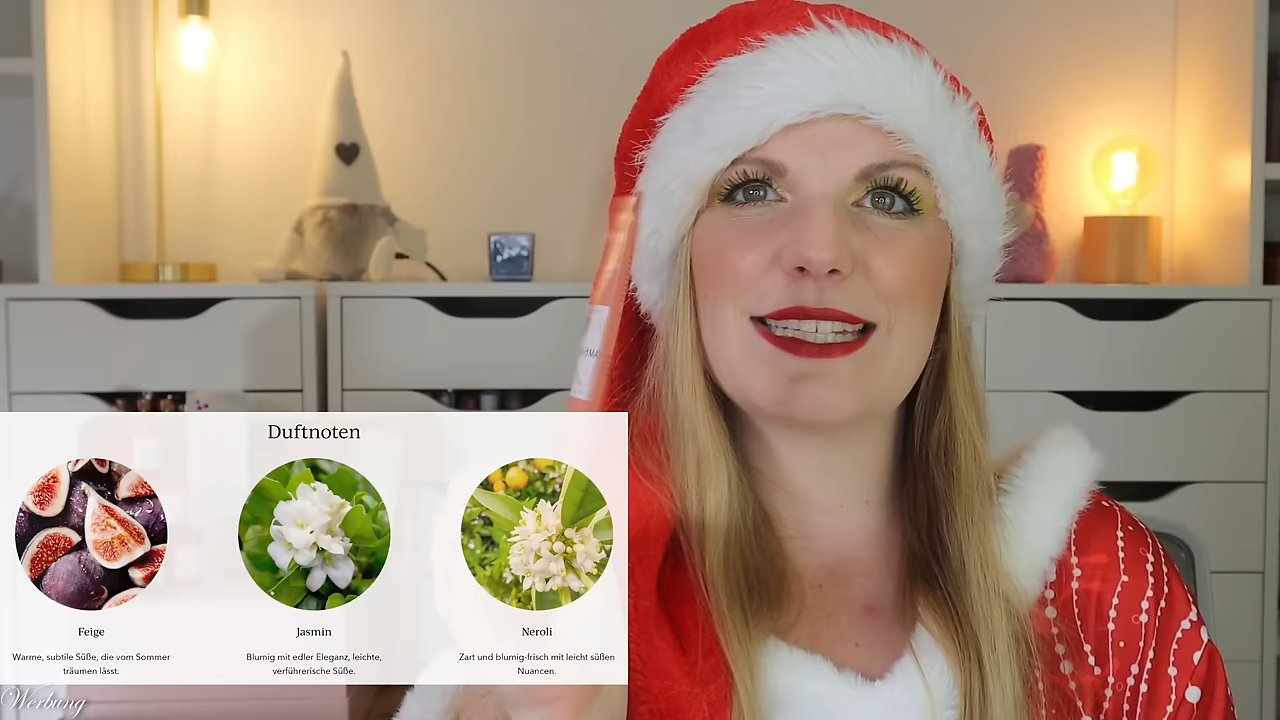 Duftnoten
Feige
Warme, subtile Süße, die vom Sommer
träumen lässt.
Jasmin
Blumig mit edler Eleganz, leichte,
verführerische Süße.
Neroli
Zart und blumig-frisch mit leicht süßen
Nuancen.
Werbung